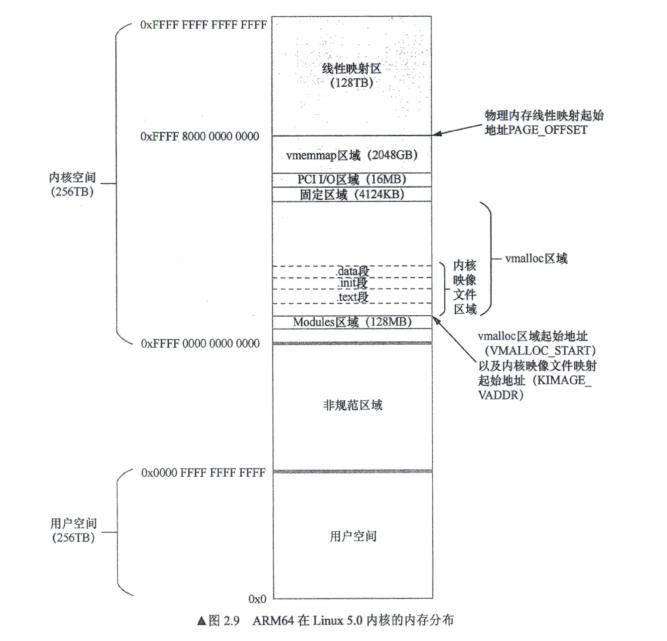 0xFFFF FFFF FFFF FFFF
线性映射区
(128TB)
物理内存线性映射起始
地址PAGE_OFFSET
0xFFFF 8000 0000 0000
vmemmap区域(2048GB)
PCI I/O区域(16MB)
固定区域(4124KB)
内核空间
(256TB)
vmalloc区域
.data段
.init段
.text段
内核
映像
文件
区域
Modules区域(128MB)
vmalloc区域起始地址
(VMALLOC_START)
以及内核映像文件映射
起始地址(KIMAGE_
VADDR)
0xFFFF 0000 0000 0000
非规范区域
0x0000 FFFF FFFF FFFF
用户空间
(256TB)
用户空间
0x0
▲图 2.9 ARM64 在 Linux 5.0 内核的内存分布